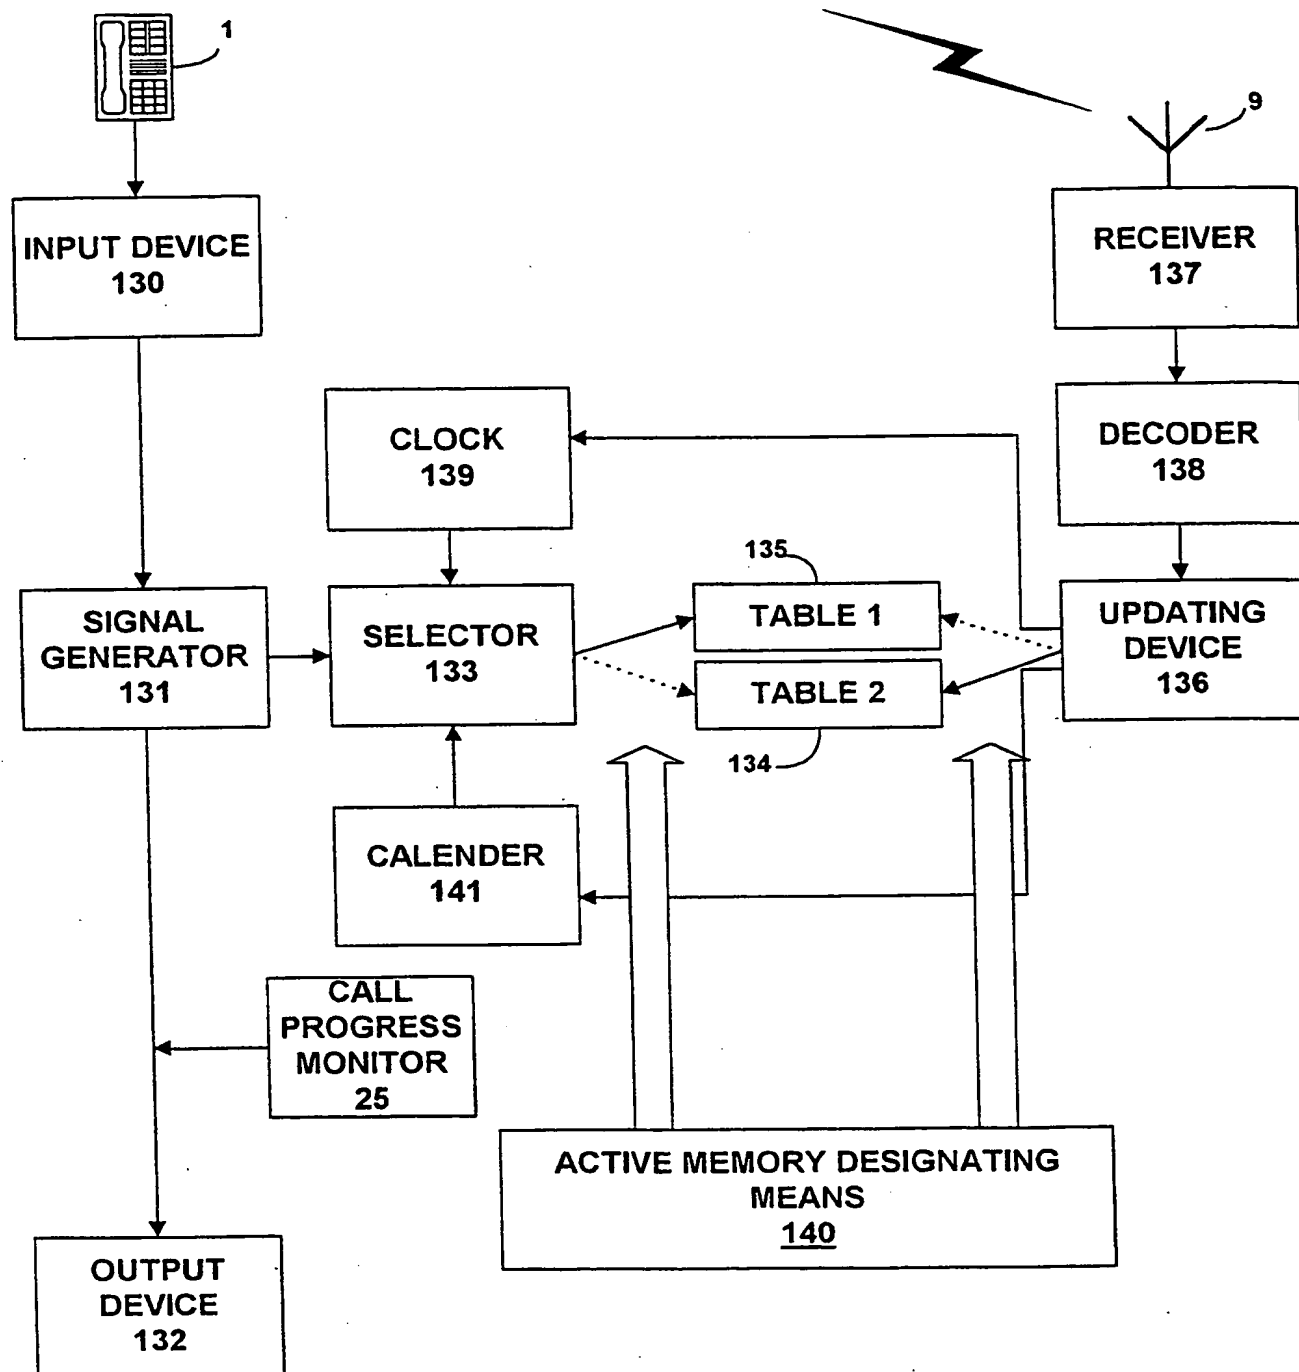 1
9
INPUT DEVICE
130
RECEIVER
137
CLOCK
139
DECODER
138
135
SIGNAL
GENERATOR
131
SELECTOR
133
TABLE 1
TABLE 2
UPDATING
DEVICE
136
134
CALENDER
141
CALL
PROGRESS
MONITOR
25
ACTIVE MEMORY DESIGNATING
MEANS
140
OUTPUT
DEVICE
132